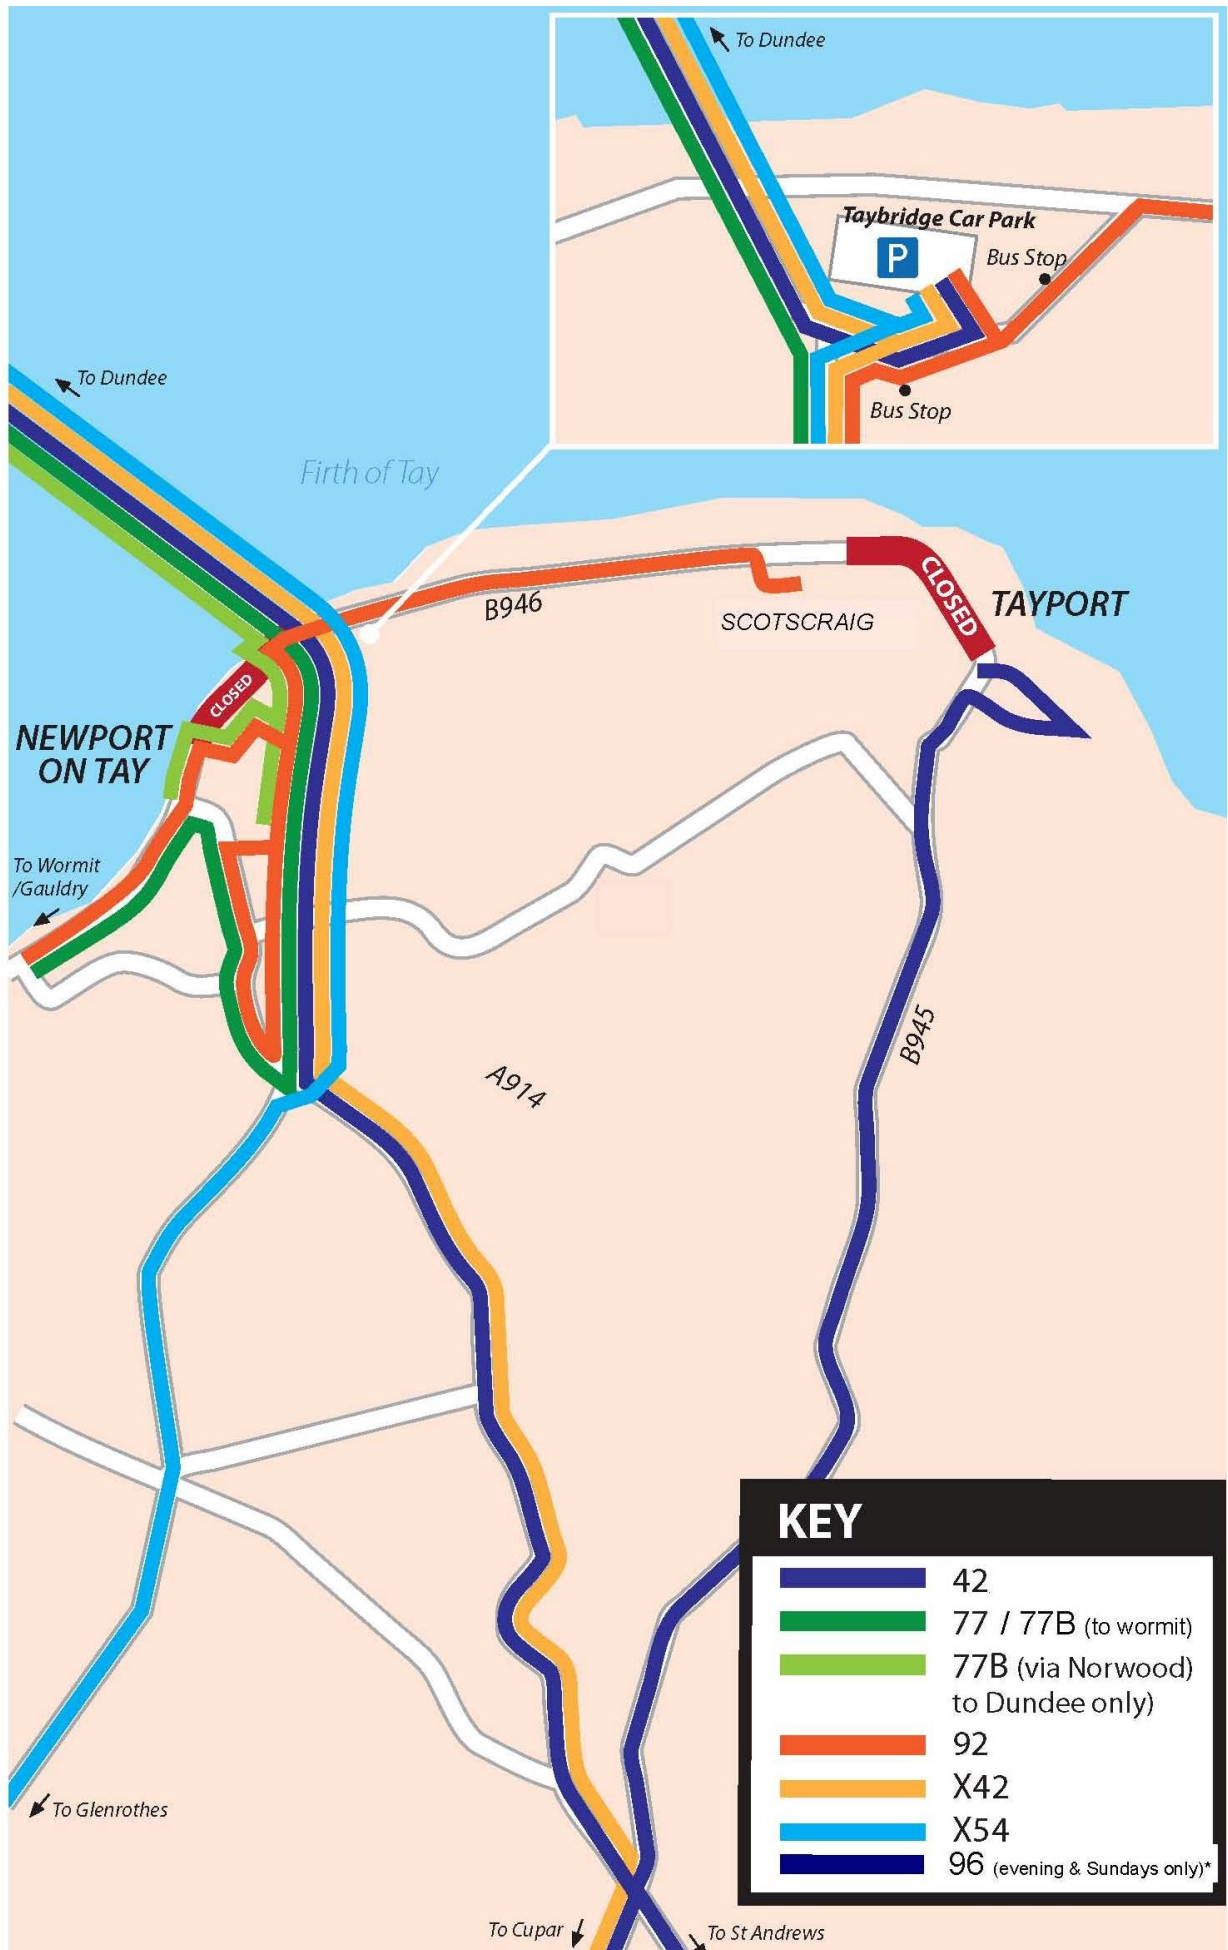 To Dundee
Taybridge Car Park
P
Bus Stop
Bus Stop
To Dundee
Firth of Tay
B946
CLOSED
TAYPORT
SCOTSCRAIG
CLOSED
NEWPORT
ON TAY
To Wormit
/Gauldry
B945
A914
KEY
42
77 / 77B (to wormit)
77B (via Norwood)
to Dundee only)
92
X42
X54
96 (evening & Sundays only)*
To Glenrothes
To Cupar
To St Andrews